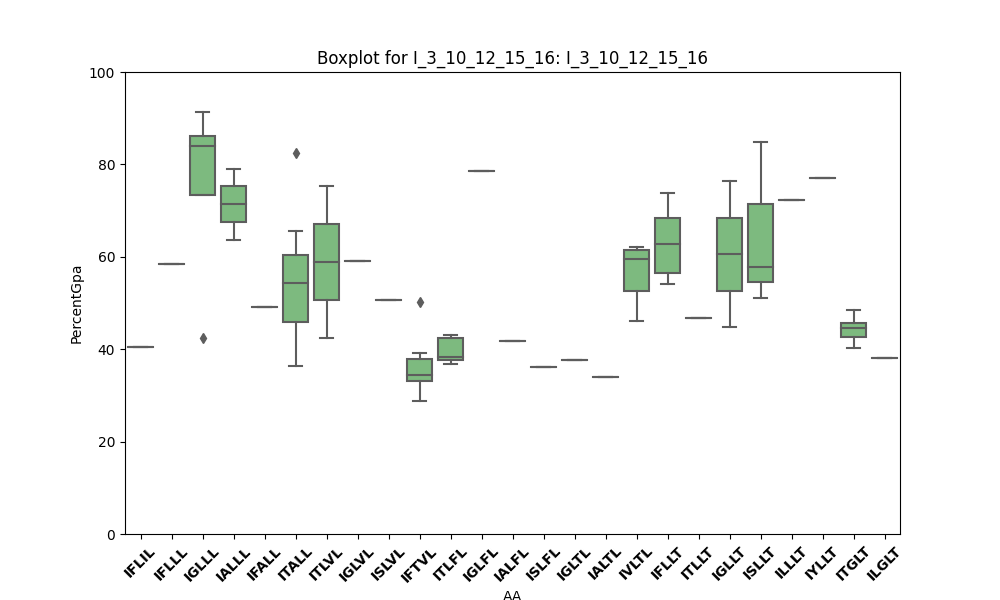 Boxplot for I_3_10_12_15_16: I_3_10_12_15_16
100
80
60
40
20
0
PercentGpa
IFLIL
IFLLL
IGLLL
IALLL
IFALL
ITALL
ITLVL
IGLVL
ISLVL
IFTVL
ITLFL
IGLFL
IALFL
ISLFL
IGLTL
IALTL
IVLTL
IFLLT
ITLLT
IGLLT
ISLLT
ILLLT
IYLLT
ITGLT
ILGLT
AA